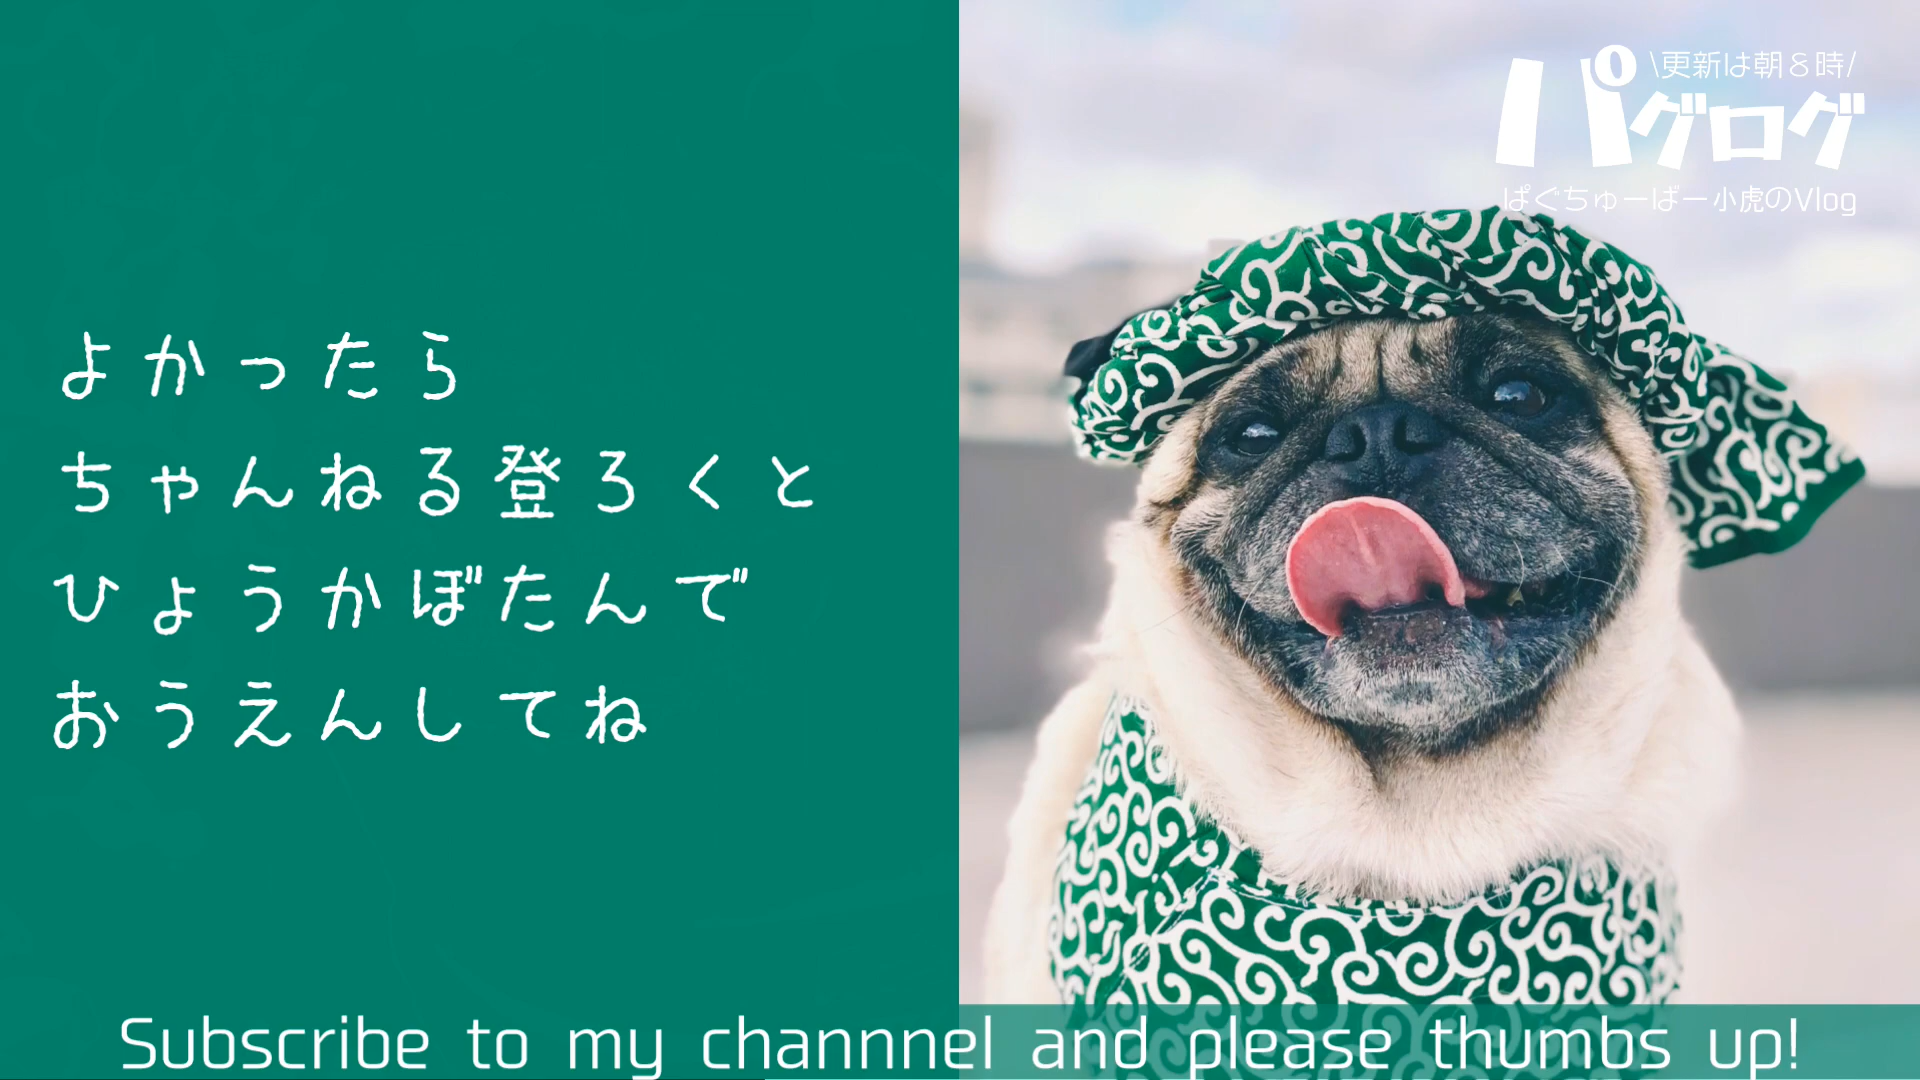 よかったら
ちゃんねる登ろくと
ひょうかぼたんで
おうえんしてね
\更新は朝８時/
パグログ
ぱぐちゅーばー小虎のVlog
Subscribe to my channnel and please thumbs up!